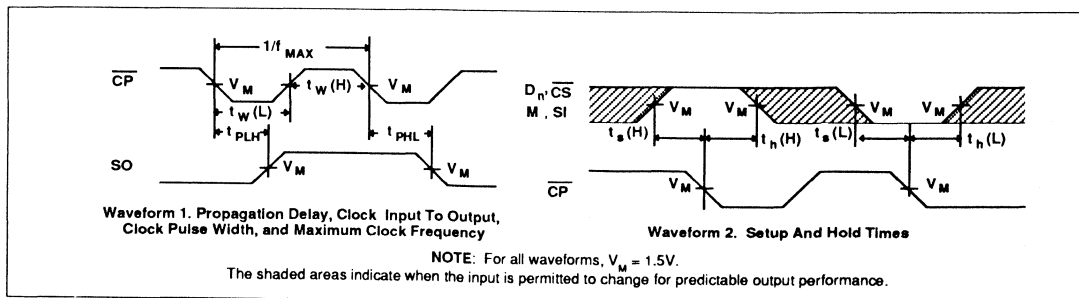 1/f MAX
CP
V M
t W (H)
V M
t W (L)
t PLH
t PHL
SO
V M
V M
Waveform 1. Propagation Delay, Clock Input To Output,
Clock Pulse Width, and Maximum Clock Frequency
D n , CS
M , SI
V M
V M
V M
V M
t s (H)
t h (H)
t s (L)
t h (L)
CP
V M
V M
Waveform 2. Setup And Hold Times
NOTE: For all waveforms, V M = 1.5V.
The shaded areas indicate when the input is permitted to change for predictable output performance.